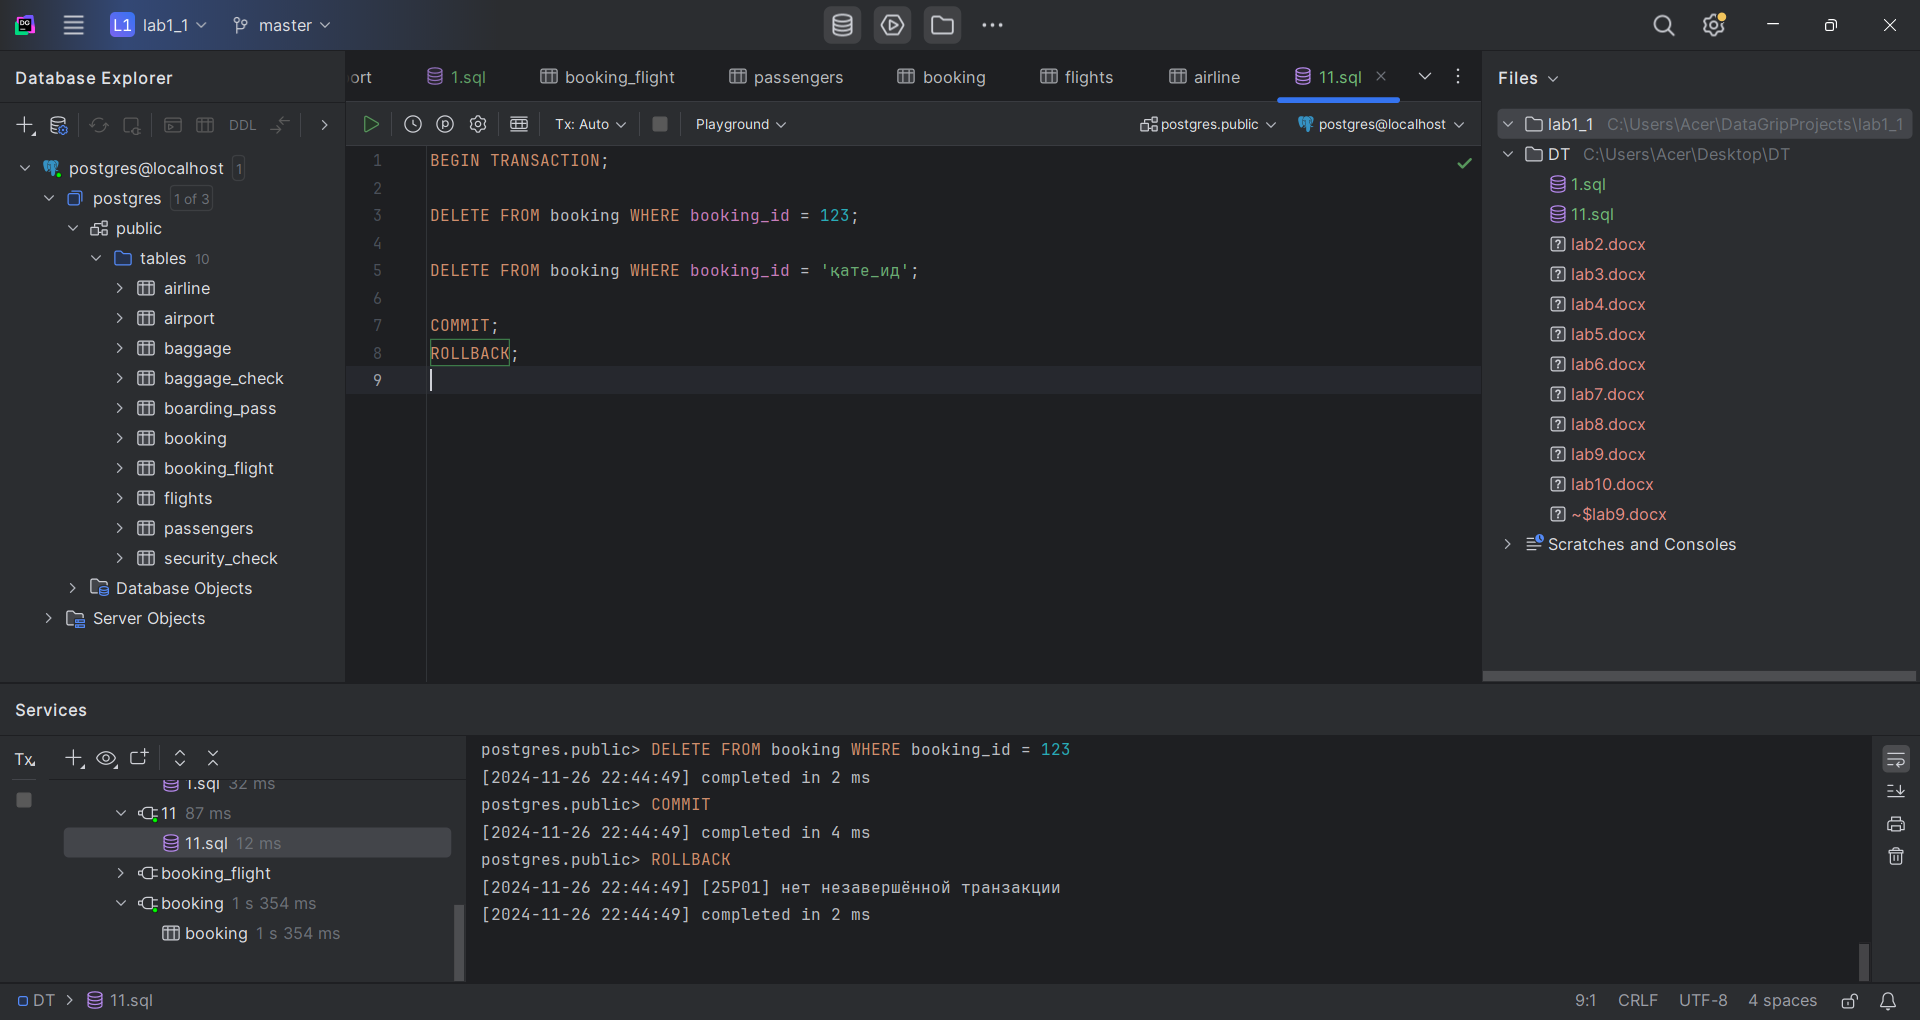 L1 lab1_1 master
Database Explorer
ort 1.sql booking_flight passengers booking flights airline 11.sql
Files
DDL
Tx: Auto Playground postgres.public postgres@localhost
postgres@localhost 1
postgres 1 of 3
public
tables 10
airline
airport
baggage
baggage_check
boarding_pass
booking
booking_flight
flights
passengers
security_check
Database Objects
Server Objects
1 BEGIN TRANSACTION;
2
3 DELETE FROM booking WHERE booking_id = 123;
4
5 DELETE FROM booking WHERE booking_id = 'қате_ид';
6
7 COMMIT;
8 ROLLBACK;
9
lab1_1 C:\Users\Acer\DataGripProjects\lab1_1
DT C:\Users\Acer\Desktop\DT
1.sql
11.sql
lab2.docx
lab3.docx
lab4.docx
lab5.docx
lab6.docx
lab7.docx
lab8.docx
lab9.docx
lab10.docx
~$lab9.docx
Scratches and Consoles
Services
Tx
1.sql 32 ms
11 87 ms
11.sql 12 ms
booking_flight
booking 1 s 354 ms
booking 1 s 354 ms
postgres.public> DELETE FROM booking WHERE booking_id = 123
[2024-11-26 22:44:49] completed in 2 ms
postgres.public> COMMIT
[2024-11-26 22:44:49] completed in 4 ms
postgres.public> ROLLBACK
[2024-11-26 22:44:49] [25P01] нет незавершённой транзакции
[2024-11-26 22:44:49] completed in 2 ms
DT 11.sql
9:1 CRLF UTF-8 4 spaces